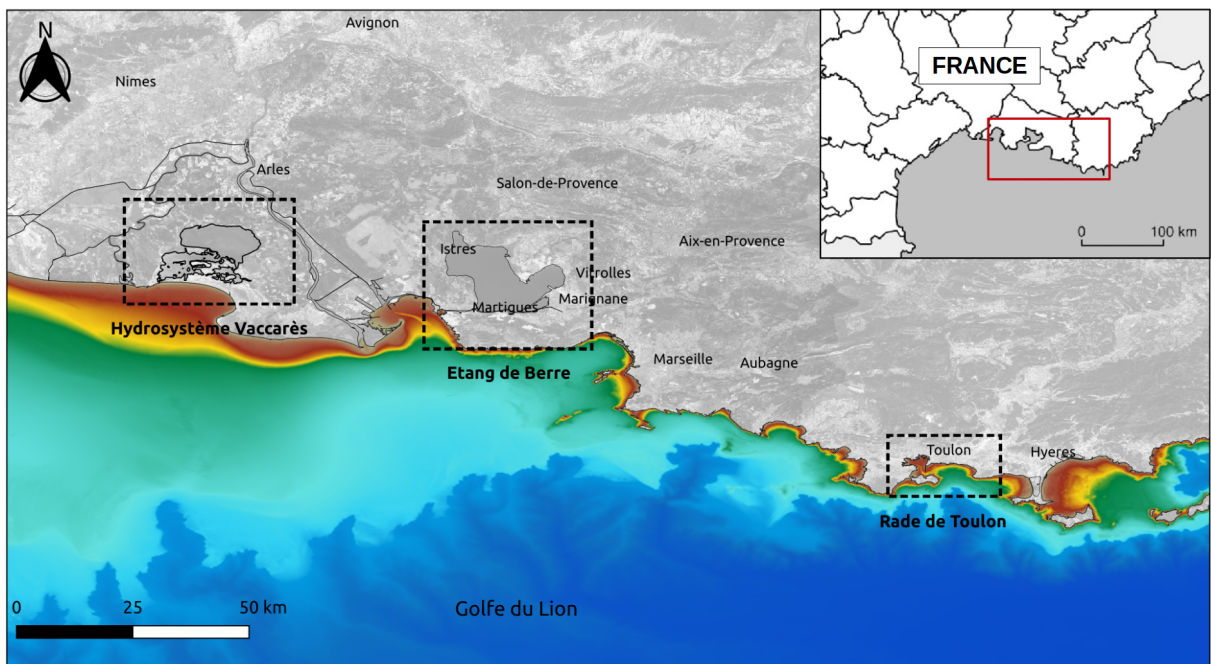 Avignon
N
Nimes
FRANCE
Arles
Salon-de-Provence
0 100 km
Aix-en-Provence
Istres
Vitrolles
Martigues
Marignane
Hydrosystème Vaccarès
Etang de Berre
Marseille
Aubagne
Toulon
Hyeres
Rade de Toulon
0 25 50 km
Golfe du Lion